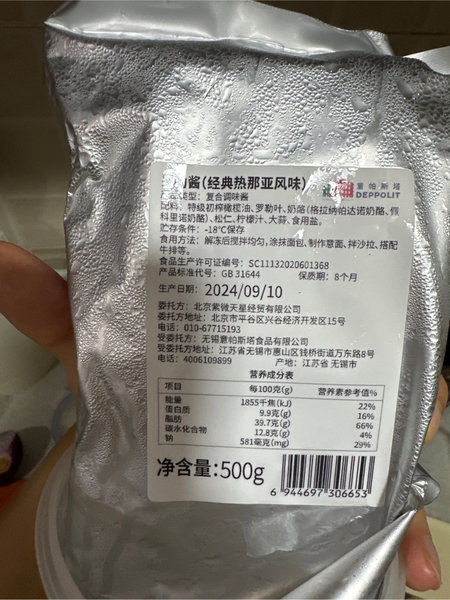 酱(经典热那亚风味)
意帕斯塔
DEPPOLIT
产品类型: 复合调味酱
配料: 特级初榨橄榄油、罗勒叶、奶酪(格拉纳帕达诺奶酪、佩
科里诺奶酪)、松仁、柠檬汁、大蒜、食用盐。
贮存条件: -18℃保存
食用方法: 解冻后搅拌均匀, 涂抹面包、制作意面、拌沙拉、搭配
牛排等。
食品生产许可证编号: SC11132020601368
产品标准代号: GB 31644 保质期: 8个月
生产日期: 2024/09/10
委托方: 北京紫微天星经贸有限公司
委托方地址: 北京市平谷区兴谷经济开发区15号
电话: 010-67715193
受委托方: 无锡意帕斯塔食品有限公司
受委托方地址: 江苏省无锡市惠山区钱桥街道万东路8号
电话: 4006109899 产地: 江苏省 无锡市
营养成分表
项目 每100克(g) 营养素参考值%
能量 1855千焦(kJ) 22%
蛋白质 9.9克(g) 16%
脂肪 39.7克(g) 66%
碳水化合物 12.8克(g) 4%
钠 581毫克(mg) 29%
净含量: 500g
6 944697 306653